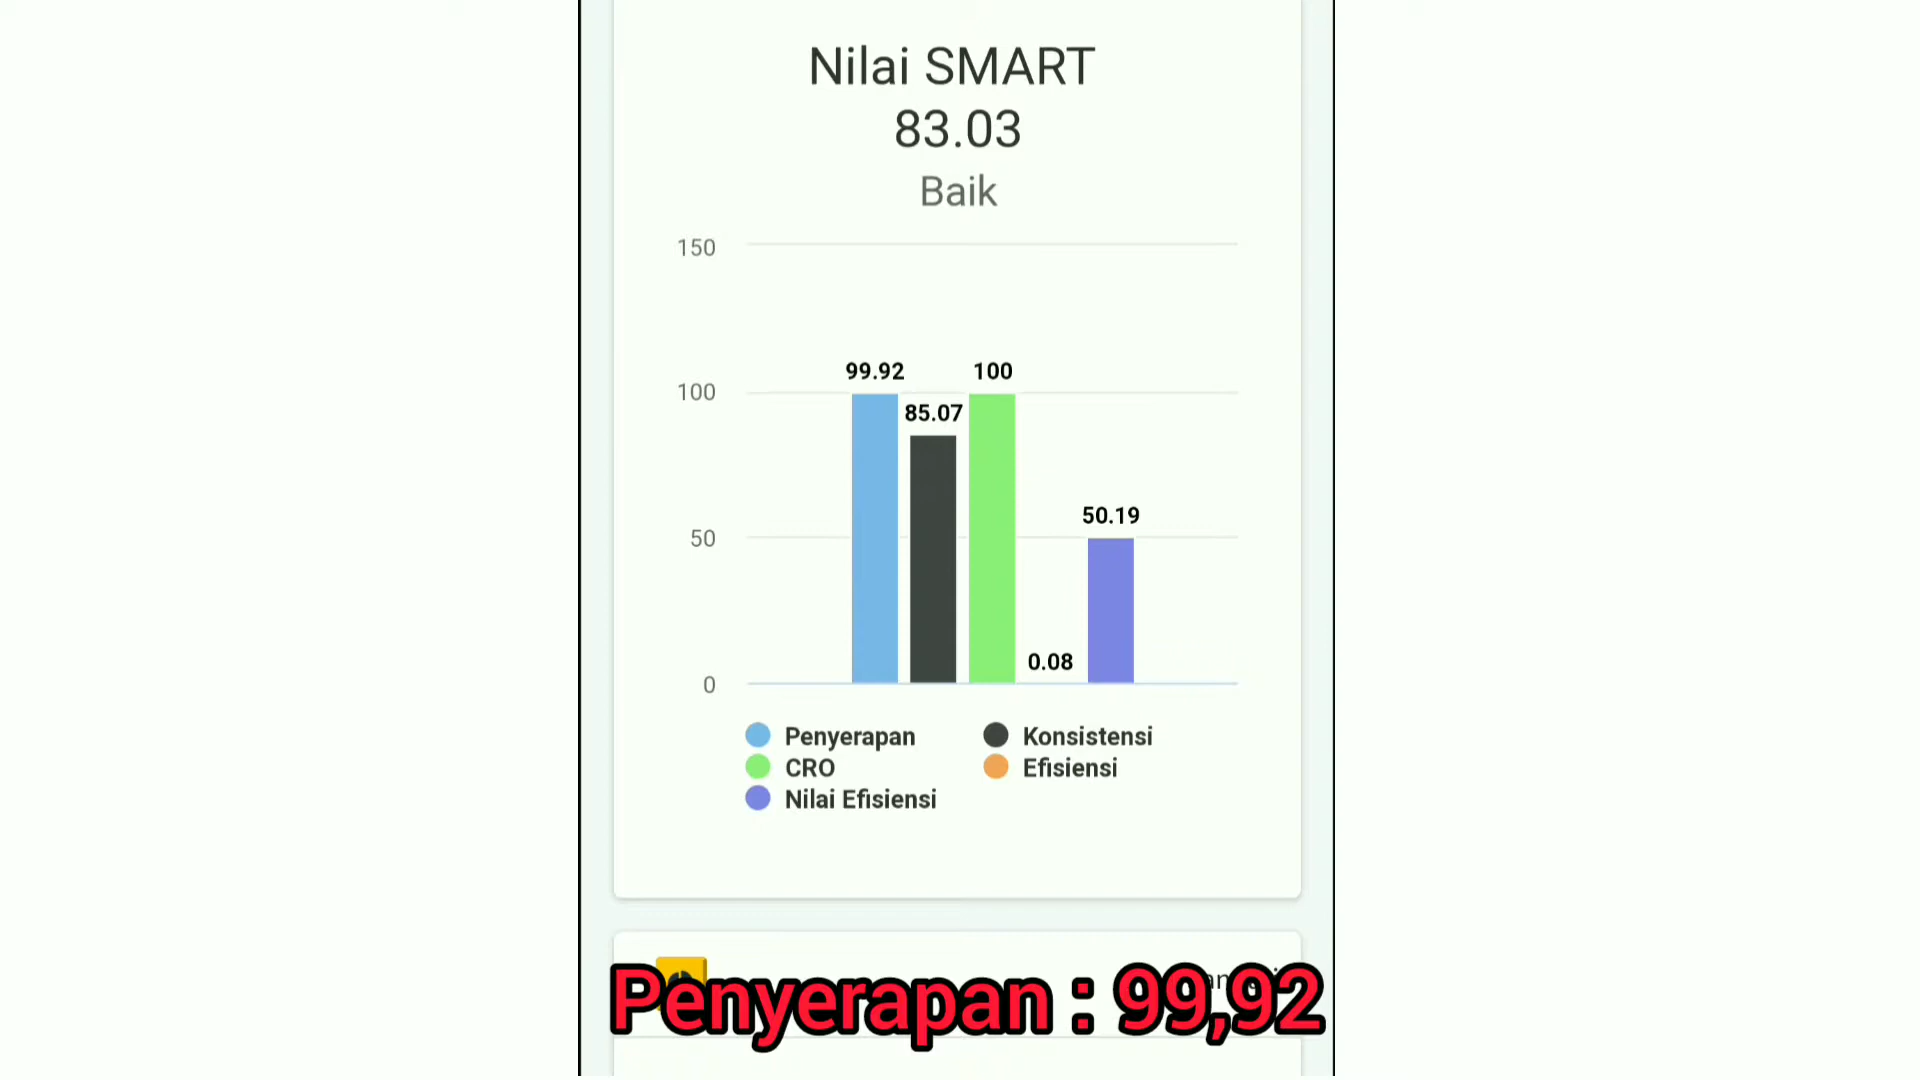 Nilai SMART
83.03
Baik
150
100
50
0
99.92
85.07
100
0.08
50.19
Penyerapan
Konsistensi
CRO
Efisiensi
Nilai Efisiensi
Penyerapan : 99,92